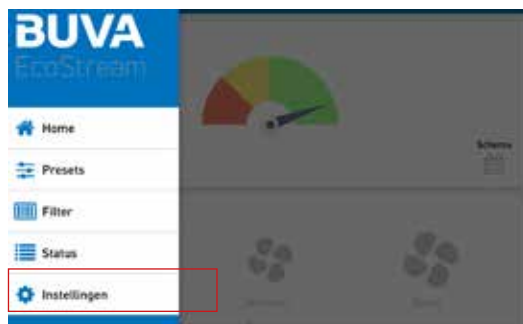 BUVA
EcoStream
Home
Presets
Filter
Status
Instellingen
Schema